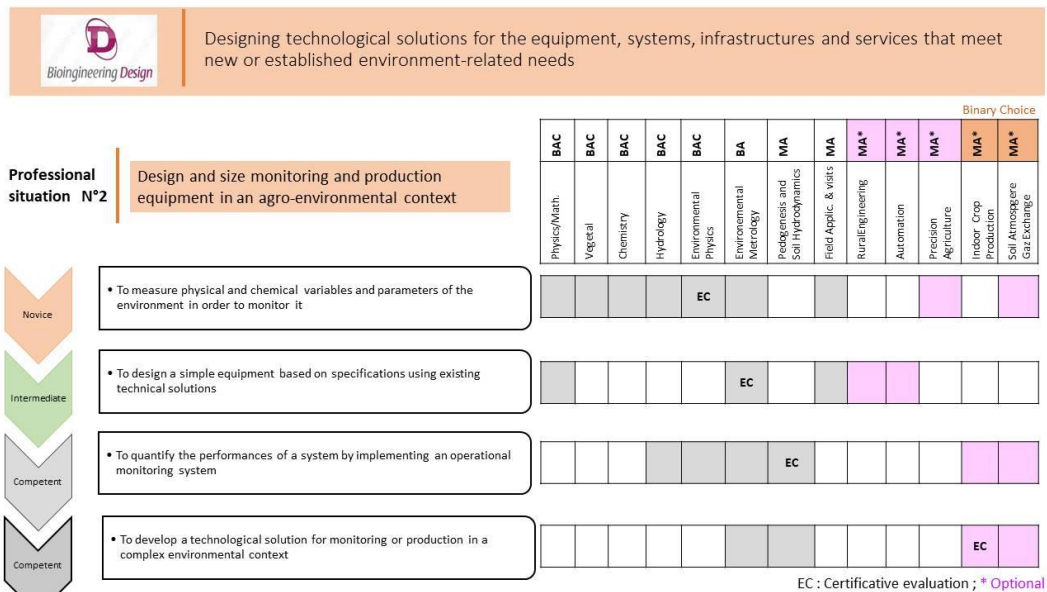 D
Bioingineering Design
Designing technological solutions for the equipment, systems, infrastructures and services that meet
new or established environment-related needs
Binary Choice
Professional
situation N°2
Design and size monitoring and production
equipment in an agro-environmental context
BAC
BAC
BAC
BAC
BAC
BA
MA
MA
MA*
MA*
MA*
MA*
MA*
Physics/Math.
Vegetal
Chemistry
Hydrology
Environmental
Physics
Environemental
Metrology
Pedogenesis and
Soil Hydrodynamics
Field Applic. & visits
RuralEngineering
Automation
Precision
Agriculture
Indoor Crop
Production
Soil Atmospgere
Gaz Exchange
Novice
• To measure physical and chemical variables and parameters of the
environment in order to monitor it
EC
Intermediate
• To design a simple equipment based on specifications using existing
technical solutions
EC
Competent
• To quantify the performances of a system by implementing an operational
monitoring system
EC
Competent
• To develop a technological solution for monitoring or production in a
complex environmental context
EC
EC : Certificative evaluation ; * Optional